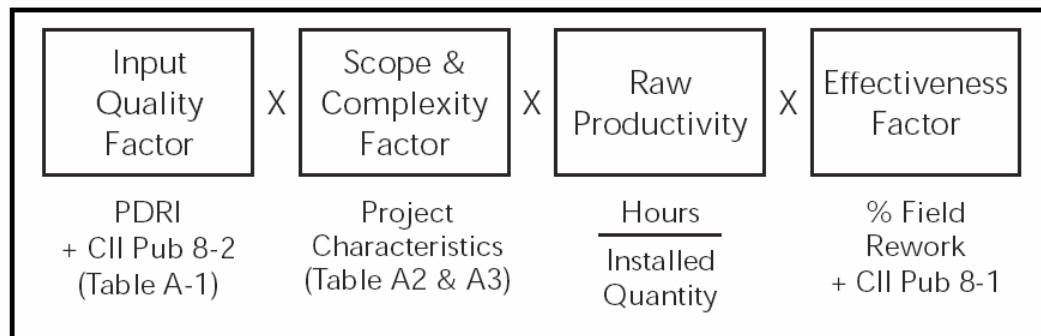 Input
Quality
Factor
X
Scope &
Complexity
Factor
X
Raw
Productivity
X
Effectiveness
Factor
PDRI
+ CII Pub 8-2
(Table A-1)
Project
Characteristics
(Table A2 & A3)
Hours
Installed
Quantity
% Field
Rework
+ CII Pub 8-1